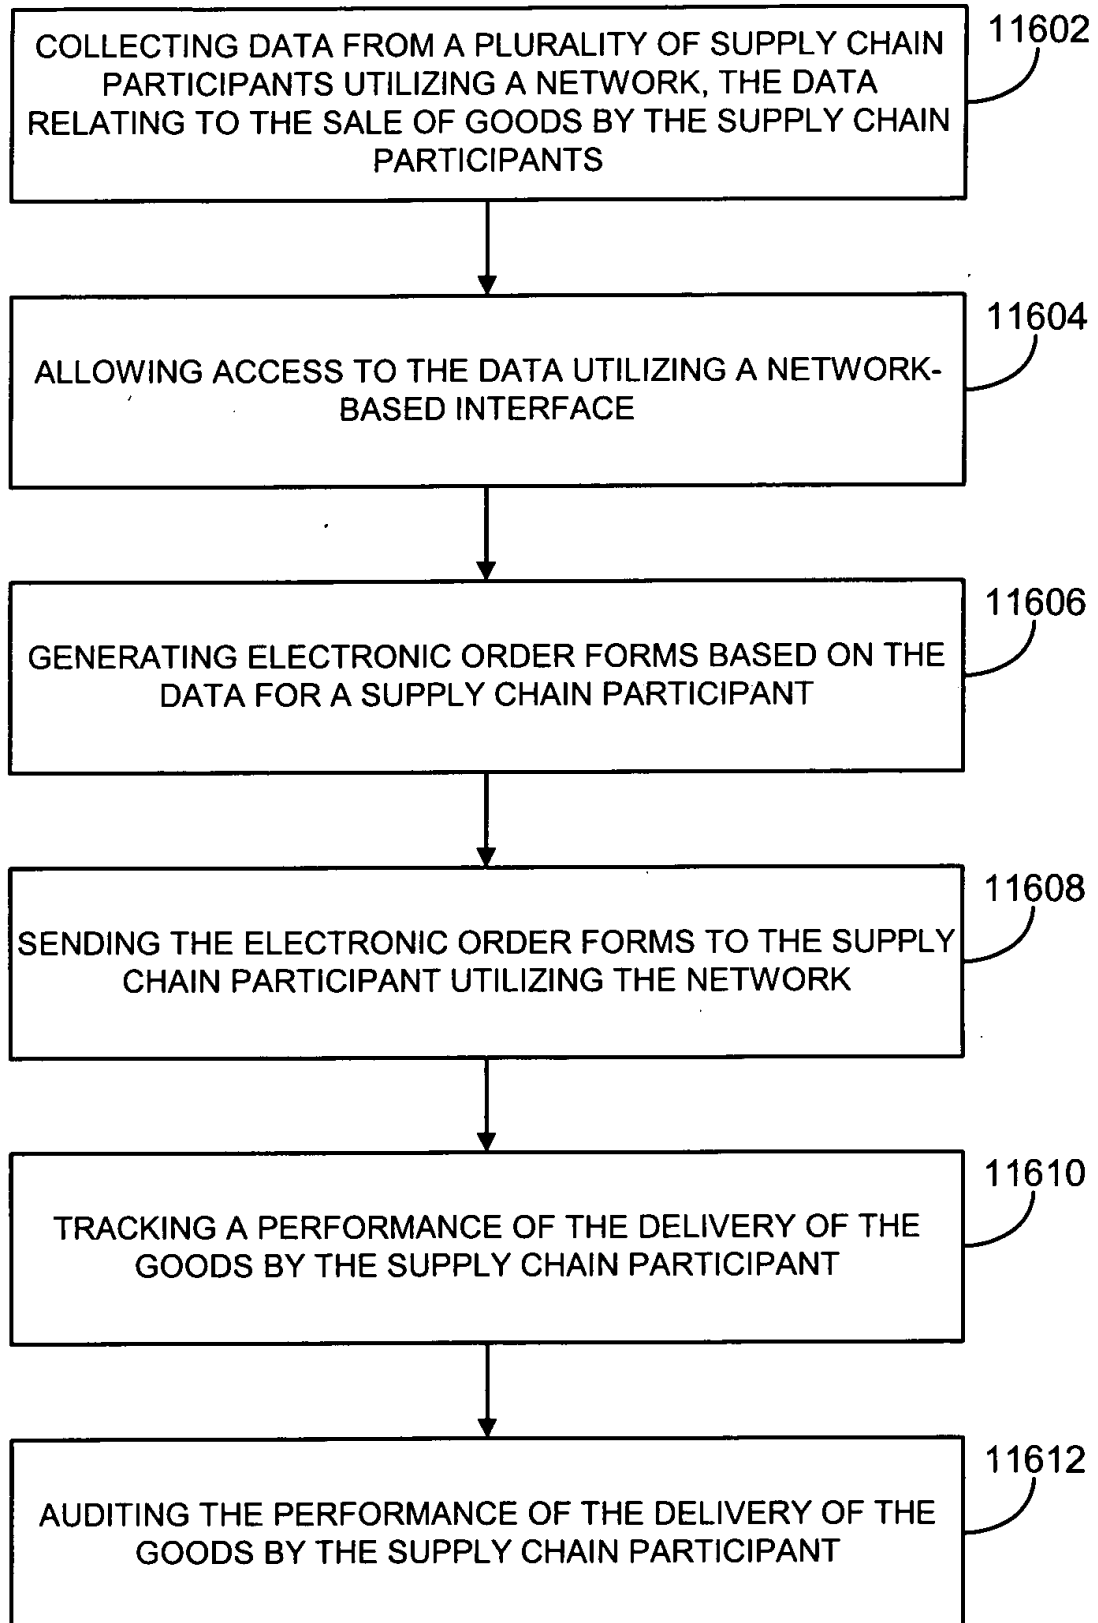 COLLECTING DATA FROM A PLURALITY OF SUPPLY CHAIN
PARTICIPANTS UTILIZING A NETWORK, THE DATA
RELATING TO THE SALE OF GOODS BY THE SUPPLY CHAIN
PARTICIPANTS
11602
ALLOWING ACCESS TO THE DATA UTILIZING A NETWORK-
BASED INTERFACE
11604
GENERATING ELECTRONIC ORDER FORMS BASED ON THE
DATA FOR A SUPPLY CHAIN PARTICIPANT
11606
SENDING THE ELECTRONIC ORDER FORMS TO THE SUPPLY
CHAIN PARTICIPANT UTILIZING THE NETWORK
11608
TRACKING A PERFORMANCE OF THE DELIVERY OF THE
GOODS BY THE SUPPLY CHAIN PARTICIPANT
11610
AUDITING THE PERFORMANCE OF THE DELIVERY OF THE
GOODS BY THE SUPPLY CHAIN PARTICIPANT
11612